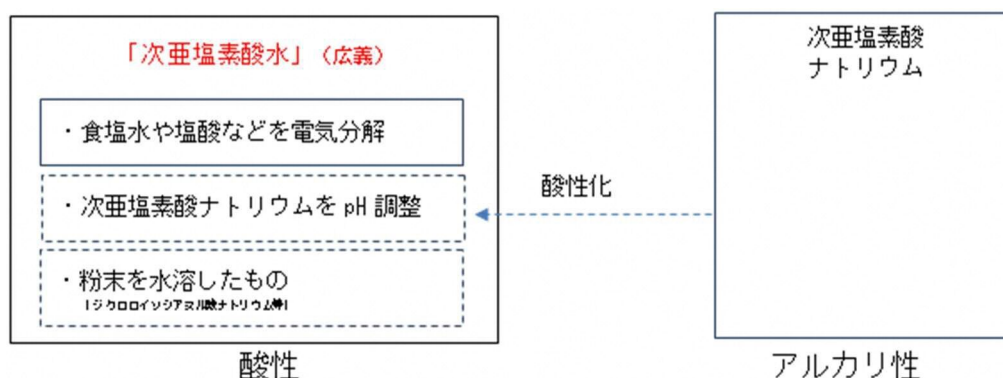 「次亜塩素酸水」（広義）
・食塩水や塩酸などを電気分解
・次亜塩素酸ナトリウムを pH 調整
・粉末を水溶したもの
（ジクロロイソシアヌル酸ナトリウム等）
酸性
酸性化
次亜塩素酸
ナトリウム
アルカリ性